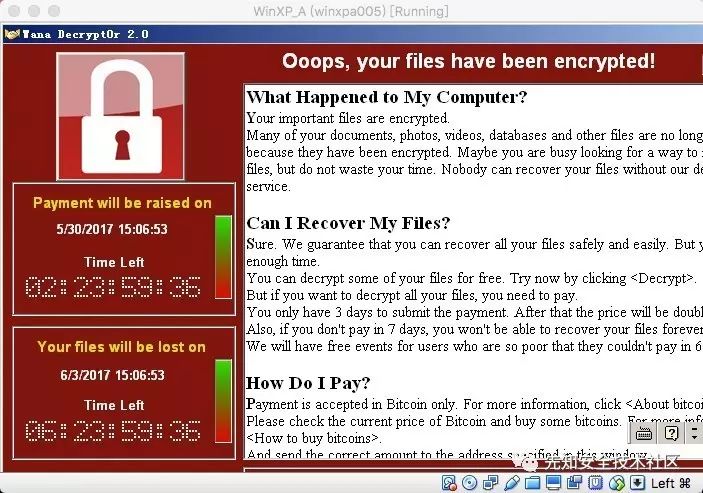 WinXP_A (winxpa005) [Running]
Wana Decrypt0r 2.0
Ooops, your files have been encrypted!
Payment will be raised on
5/30/2017 15:06:53
Time Left
02:23:59:36
Your files will be lost on
6/3/2017 15:06:53
Time Left
06:23:59:36
What Happened to My Computer?
Your important files are encrypted.
Many of your documents, photos, videos, databases and other files are no long
because they have been encrypted. Maybe you are busy looking for a way to
files, but do not waste your time. Nobody can recover your files without our de
service.
Can I Recover My Files?
Sure. We guarantee that you can recover all your files safely and easily. But y
enough time.
You can decrypt some of your files for free. Try now by clicking <Decrypt>.
But if you want to decrypt all your files, you need to pay.
You only have 3 days to submit the payment. After that the price will be doubl
Also, if you don't pay in 7 days, you won't be able to recover your files forever
We will have free events for users who are so poor that they couldn't pay in 6
How Do I Pay?
Payment is accepted in Bitcoin only. For more information, click <About bitcoi
Please check the current price of Bitcoin and buy some bitcoins. For more info
<How to buy bitcoins>.
And send the correct amount to the address specified in this window.
先知安全技术社区
Left ⌘